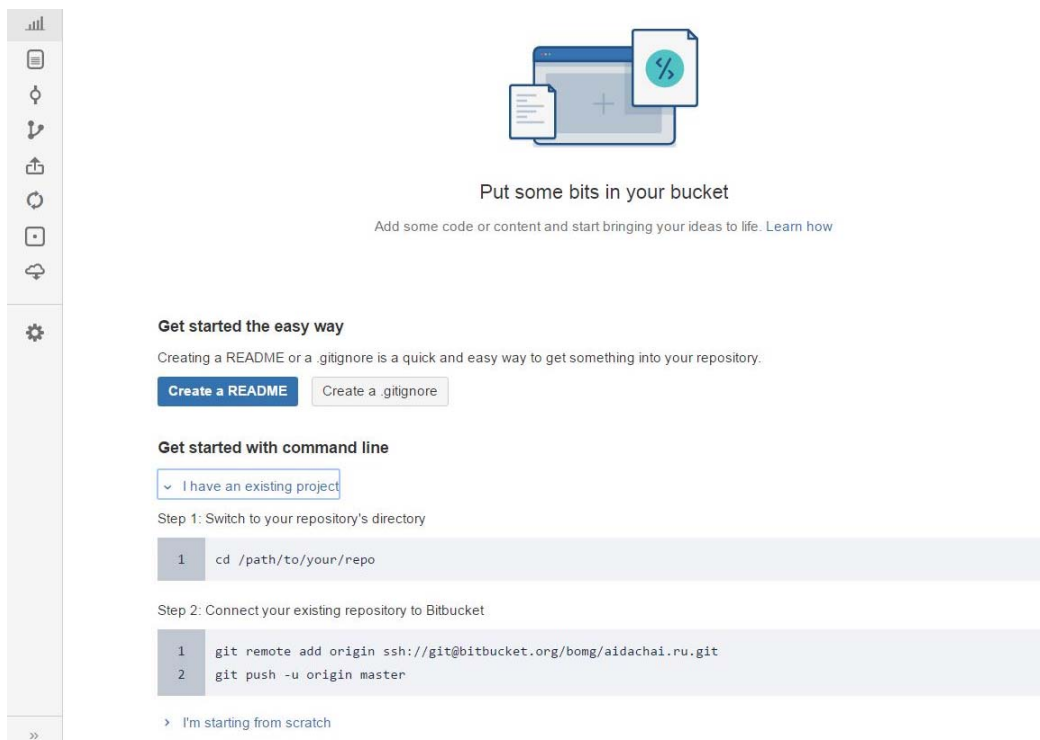 Put some bits in your bucket
Add some code or content and start bringing your ideas to life. Learn how
Get started the easy way
Creating a README or a .gitignore is a quick and easy way to get something into your repository.
Create a README Create a .gitignore
Get started with command line
I have an existing project
Step 1: Switch to your repository's directory
1 cd /path/to/your/repo
Step 2: Connect your existing repository to Bitbucket
1 git remote add origin ssh://git@bitbucket.org/bomg/aidachai.ru.git
2 git push -u origin master
I'm starting from scratch